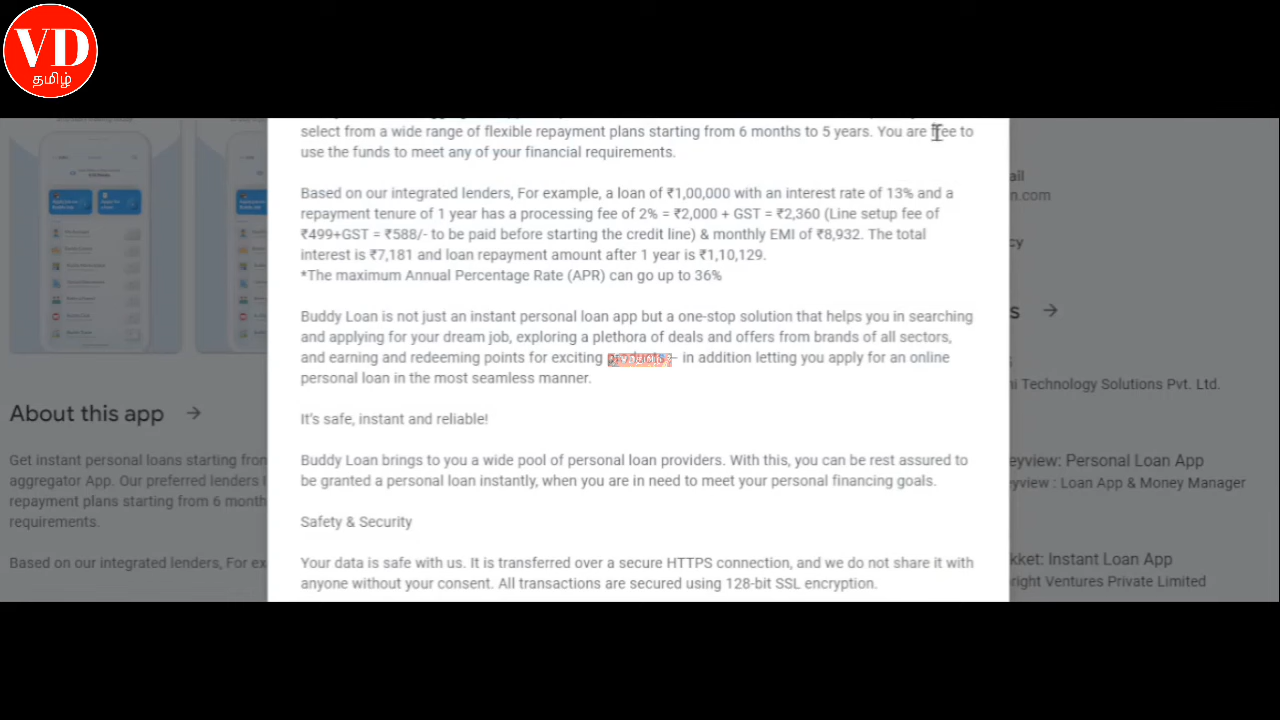 VD
தமிழ்
select from a wide range of flexible repayment plans starting from 6 months to 5 years. You are free to
use the funds to meet any of your financial requirements.
Based on our integrated lenders, For example, a loan of ₹1,00,000 with an interest rate of 13% and a
repayment tenure of 1 year has a processing fee of 2% = ₹2,000 + GST = ₹2,360 (Line setup fee of
₹499+GST = ₹588/- to be paid before starting the credit line) & monthly EMI of ₹8,932. The total
interest is ₹7,181 and loan repayment amount after 1 year is ₹1,10,129.
*The maximum Annual Percentage Rate (APR) can go up to 36%
Buddy Loan is not just an instant personal loan app but a one-stop solution that helps you in searching
and applying for your dream job, exploring a plethora of deals and offers from brands of all sectors,
and earning and redeeming points for exciting – in addition letting you apply for an online
personal loan in the most seamless manner.
It's safe, instant and reliable!
Buddy Loan brings to you a wide pool of personal loan providers. With this, you can be rest assured to
be granted a personal loan instantly, when you are in need to meet your personal financing goals.
Safety & Security
Your data is safe with us. It is transferred over a secure HTTPS connection, and we do not share it with
anyone without your consent. All transactions are secured using 128-bit SSL encryption.
About this app →
Get instant personal loans starting from
aggregator App. Our preferred lenders
repayment plans starting from 6 month
requirements.
Based on our integrated lenders, For ex
ail
n.com
cy
s →
i Technology Solutions Pvt. Ltd.
eyview: Personal Loan App
eyview : Loan App & Money Manager
kket: Instant Loan App
right Ventures Private Limited